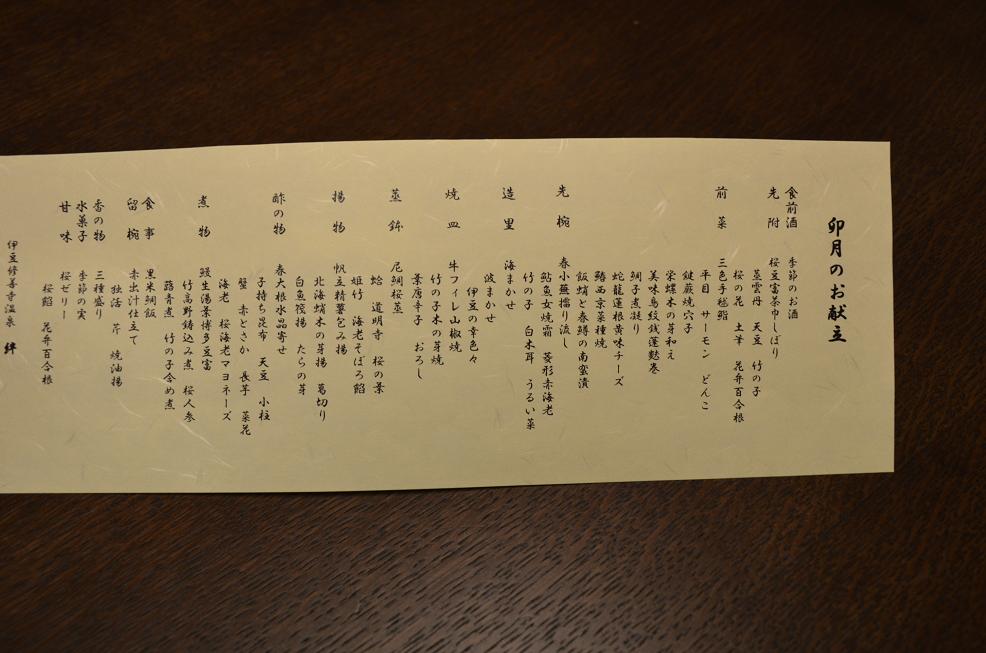 卯月のお献立
食前酒　季節のお酒
先附　桜豆富茶巾しぼり
蒸雲丹　天豆　竹の子
桜の花　土筆　花弁百合根
前菜　三色手毬鮨
平目　サーモン　どんこ
鍵蕨焼穴子
栄螺木の芽和え
美味鳥絞銭蓮麩巻
鯛子煮凝り
蛇籠蓮根黄味チーズ
鰆西京菜種焼
飯蛸と春鱒の南蛮漬
先椀　春小蕪擂り流し
鮎魚女焼霜　菱形赤海老
竹の子　白木耳　うるい菜
造里　海まかせ
波まかせ
伊豆の幸色々
焼皿　牛フィレ山椒焼
竹の子木の芽焼
葉唐辛子　おろし
蒸鉢　尼鯛桜蒸
蛤　道明寺　桜の葉
姫竹　海老そぼろ餡
揚物　帆立精薯包み揚
北海蛸木の芽揚　葛切り
白魚筏揚　たらの芽
酢の物　春大根水晶寄せ
子持ち昆布　天豆　小柱
蟹　赤とさか　長芋　菜花
海老　桜海老マヨネーズ
煮物　鰻生湯葉博多豆富
竹高野鋳込み煮　桜人参
蕗青煮　竹の子含め煮
食事　黒米鯛飯
留椀　赤出汁仕立て
独活　芹　焼油揚
香の物　三種盛り
水菓子　季節の実
甘味　桜ゼリー
桜餡　花弁百合根
伊豆修善寺温泉　絆